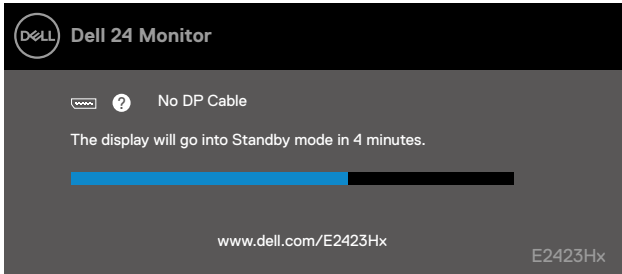 DELL Dell 24 Monitor
? No DP Cable
The display will go into Standby mode in 4 minutes.
www.dell.com/E2423Hx
E2423Hx